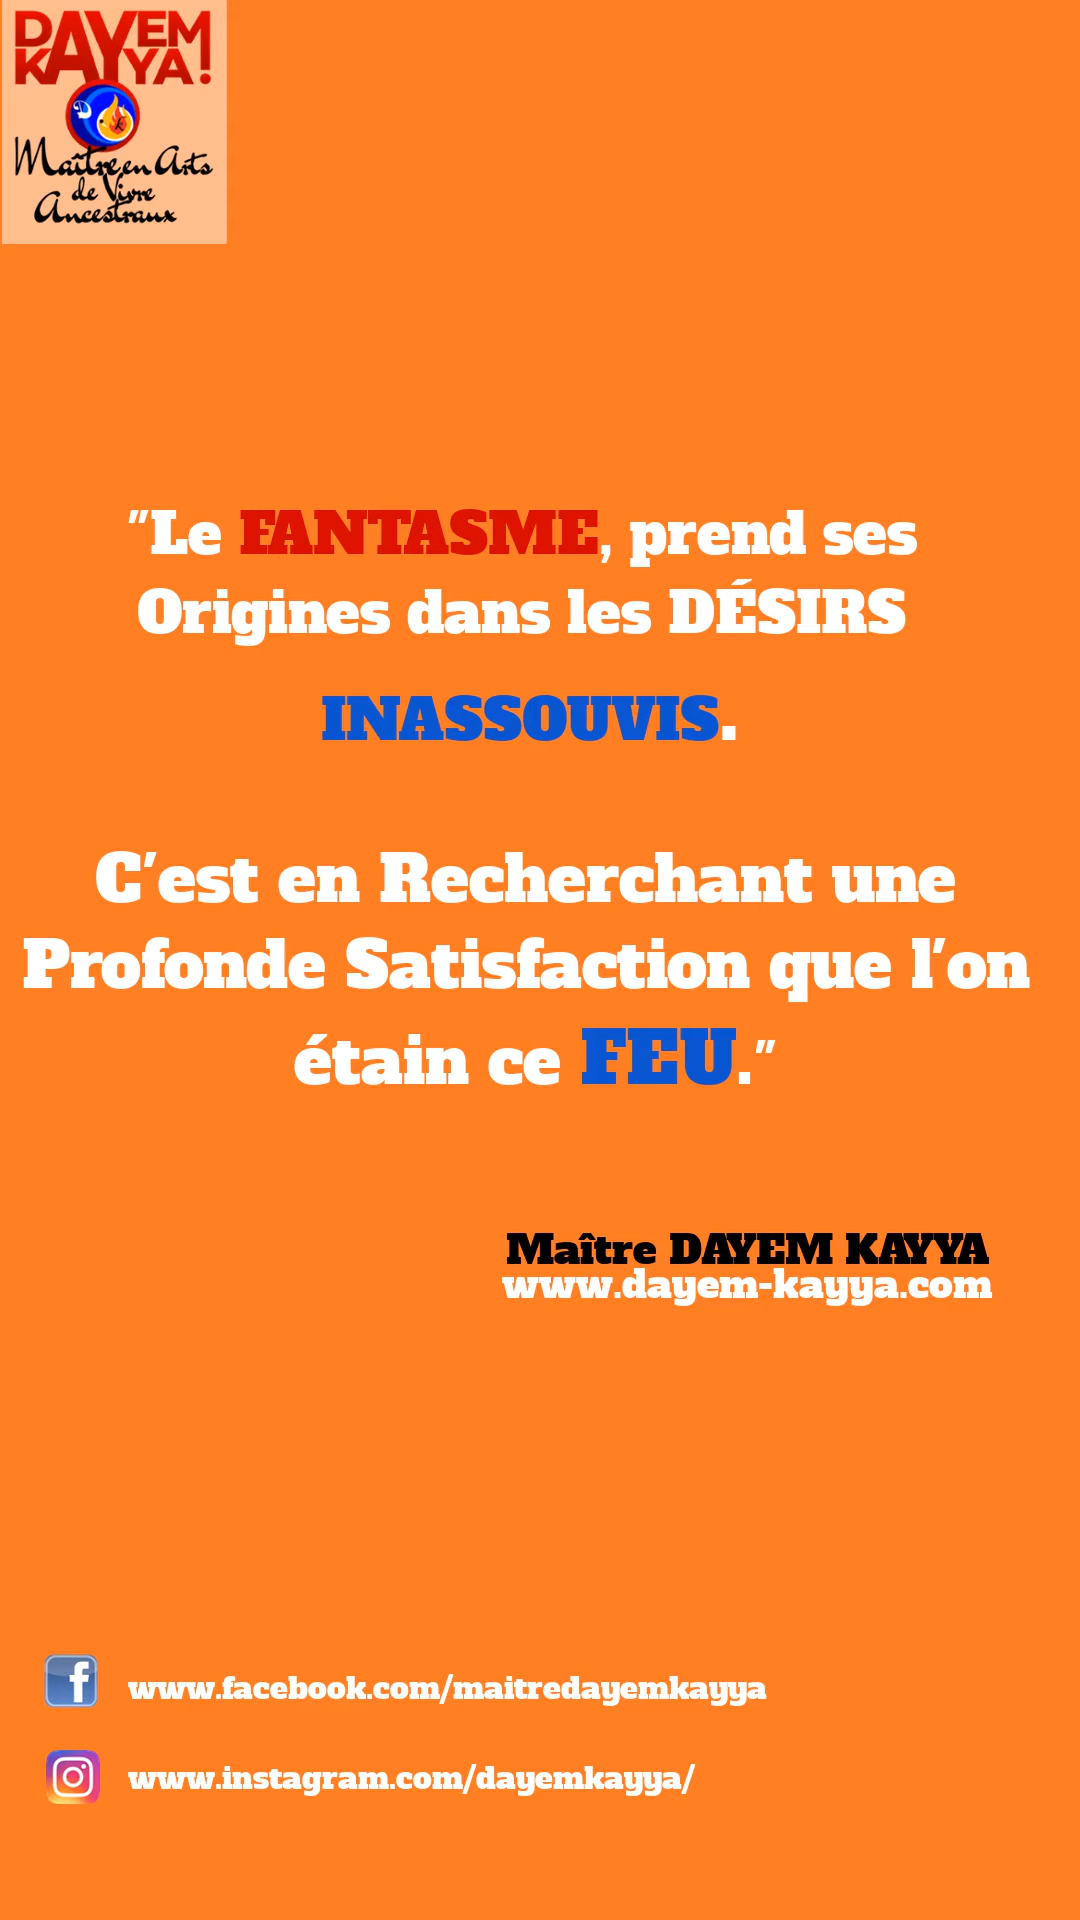 DAYEM
KAYYA!
Maître en Arts
de Vivre
Ancestraux
"Le FANTASME, prend ses
Origines dans les DÉSIRS
INASSOUVIS.
C'est en Recherchant une
Profonde Satisfaction que l'on
étain ce FEU."
Maître DAYEM KAYYA
www.dayem-kayya.com
www.facebook.com/maitredayemkayya
www.instagram.com/dayemkayya/